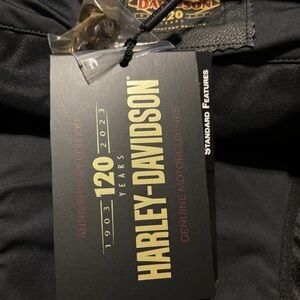 DAVIDSON
120
ANNIVERSARY EDITION
1903 120 2023
YEARS
HARLEY-DAVIDSON®
GENUINE MOTORCLOTHES
STANDARD FEATURES